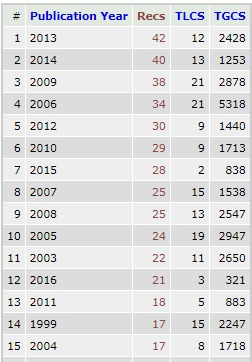 # Publication Year Recs TLCS TGCS
1 2013 42 12 2428
2 2014 40 13 1253
3 2009 38 21 2878
4 2006 34 21 5318
5 2012 30 9 1440
6 2010 29 9 1713
7 2015 28 2 838
8 2007 25 15 1538
9 2008 25 13 2547
10 2005 24 19 2947
11 2003 22 11 2650
12 2016 21 3 321
13 2011 18 5 883
14 1999 17 15 2247
15 2004 17 8 1718